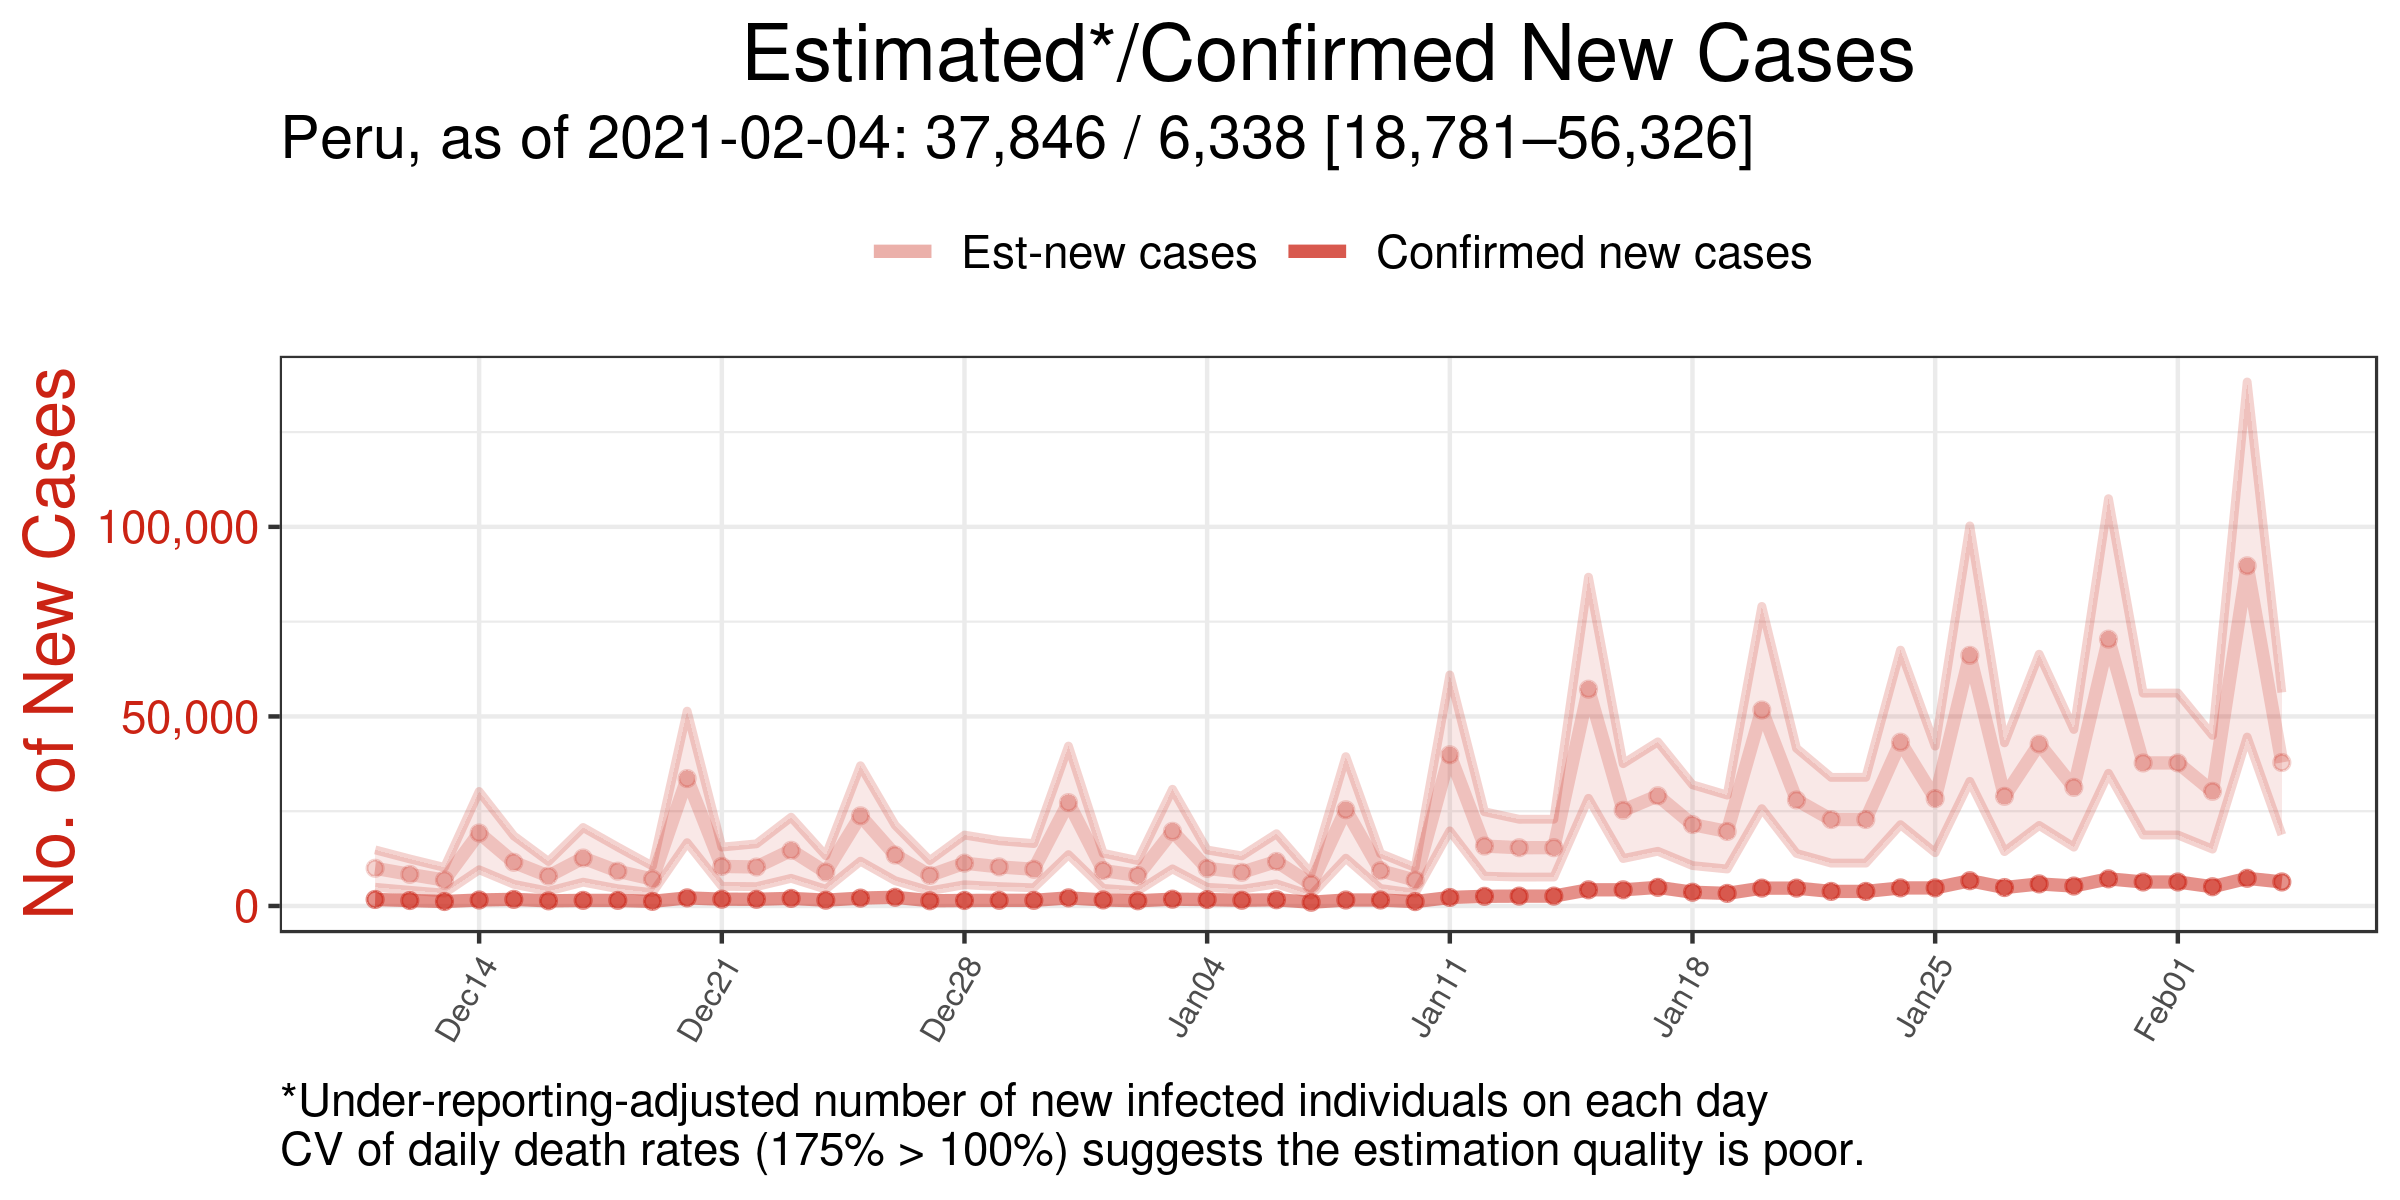 Estimated*/Confirmed New Cases
Peru, as of 2021-02-04: 37,846 / 6,338 [18,781–56,326]
Est-new cases Confirmed new cases
No. of New Cases
100,000
50,000
0
Dec14 Dec21 Dec28 Jan04 Jan11 Jan18 Jan25 Feb01
*Under-reporting-adjusted number of new infected individuals on each day
CV of daily death rates (175% > 100%) suggests the estimation quality is poor.